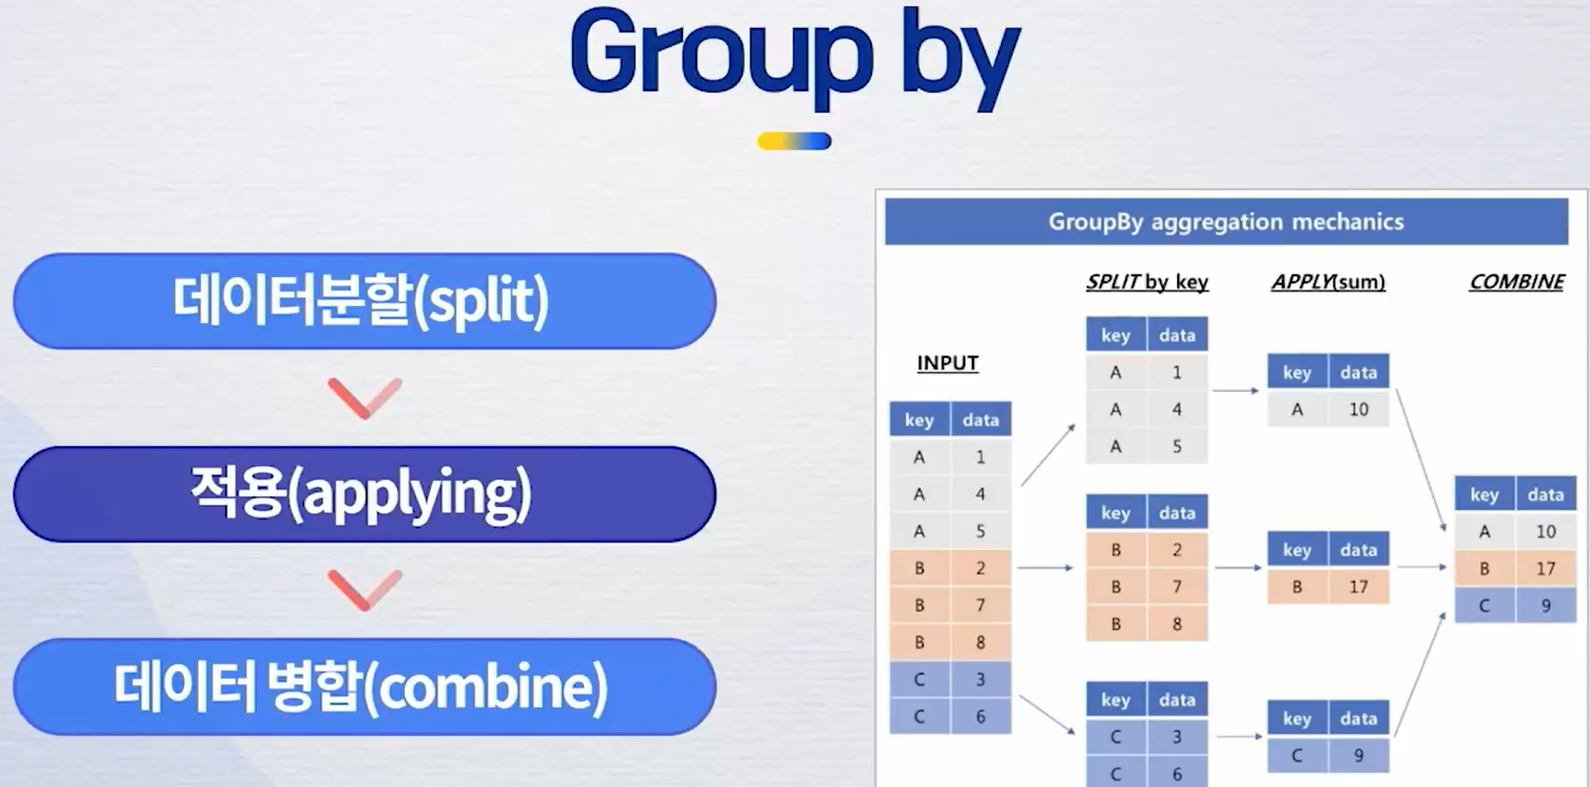 Group by
데이터분할(split)
적용(applying)
데이터 병합(combine)
GroupBy aggregation mechanics
INPUT
key data
A 1
A 4
A 5
B 2
B 7
B 8
C 3
C 6
SPLIT by key
key data
A 1
A 4
A 5
key data
B 2
B 7
B 8
key data
C 3
C 6
APPLY(sum)
key data
A 10
key data
B 17
key data
C 9
COMBINE
key data
A 10
B 17
C 9